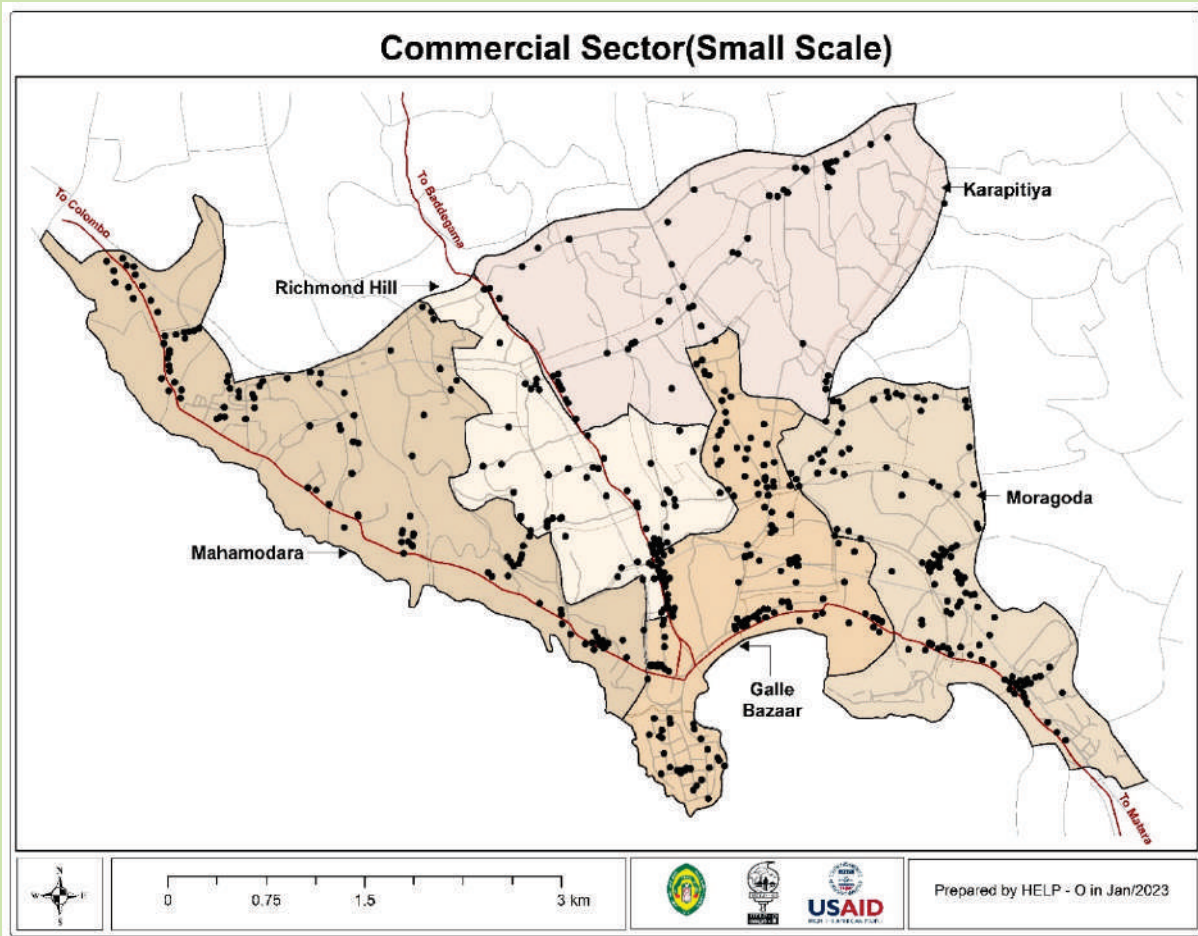 Commercial Sector(Small Scale)
To Colombo
To Baddegama
Karapitiya
Richmond Hill
Moragoda
Mahamodara
Galle
Bazaar
To Matara
N
W E
S
0 0.75 1.5 3 km
USAID
Prepared by HELP - O in Jan/2023